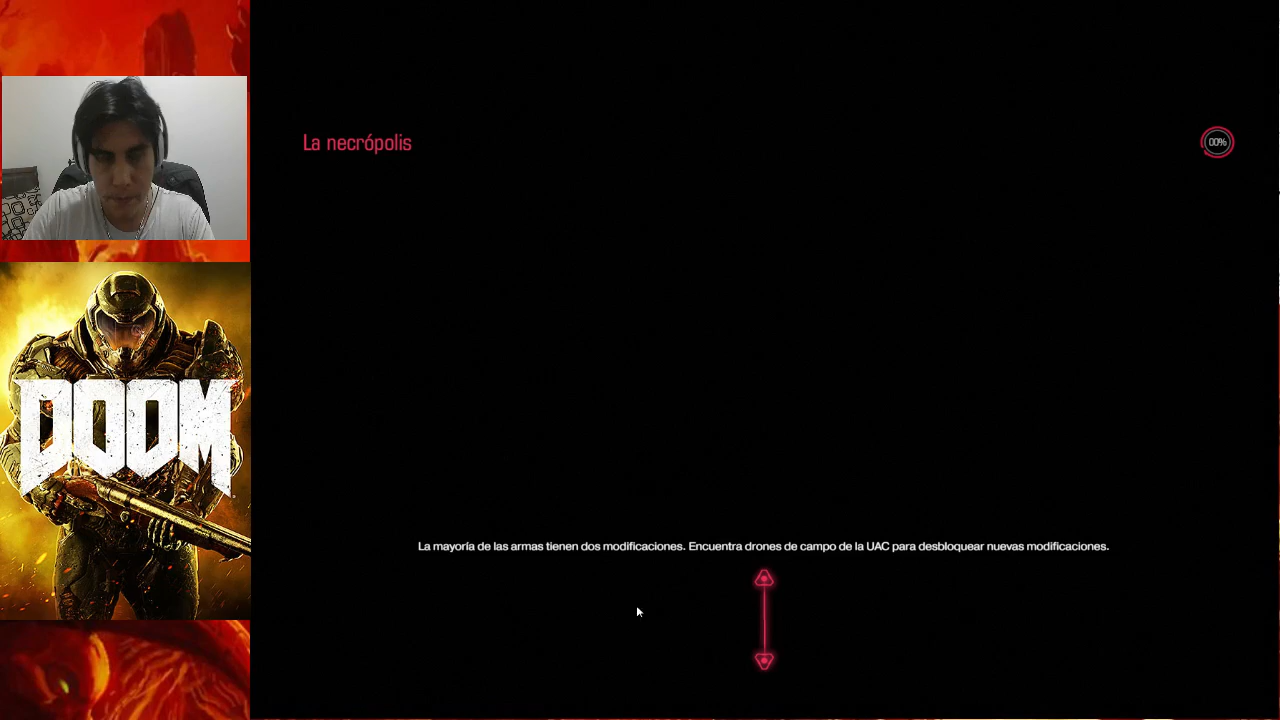 La necrópolis
00%
DOOM
La mayoría de las armas tienen dos modificaciones. Encuentra drones de campo de la UAC para desbloquear nuevas modificaciones.